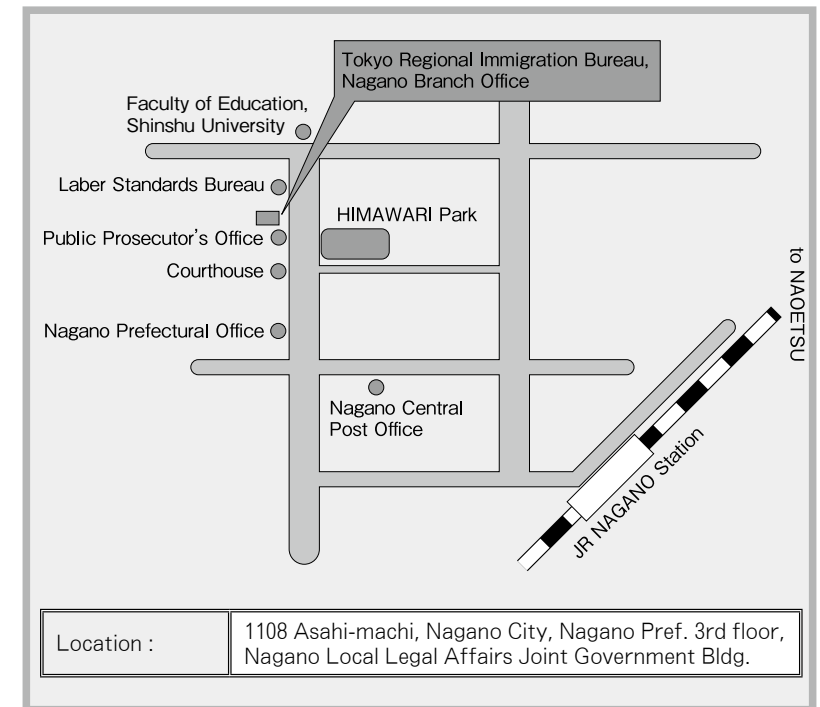 Tokyo Regional Immigration Bureau,
Nagano Branch Office
Faculty of Education,
Shinshu University
Laber Standards Bureau
HIMAWARI Park
Public Prosecutor's Office
Courthouse
to NAOETSU
Nagano Prefectural Office
Nagano Central
Post Office
JR NAGANO Station
Location :
1108 Asahi-machi, Nagano City, Nagano Pref. 3rd floor,
Nagano Local Legal Affairs Joint Government Bldg.